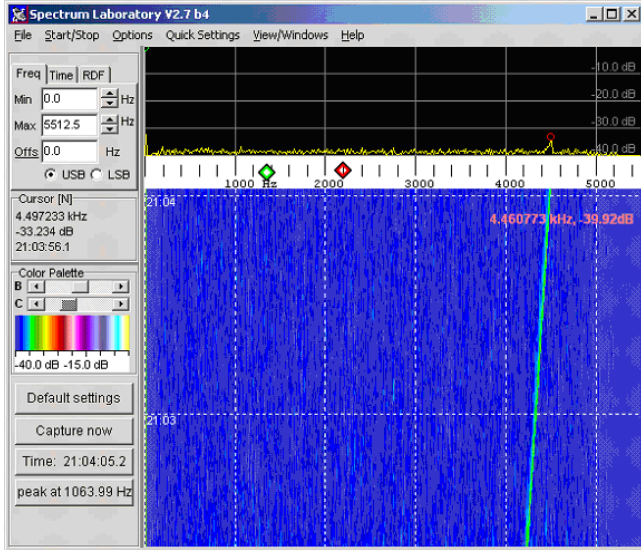 Spectrum Laboratory V2.7 b4
File Start/Stop Options Quick Settings View/Windows Help
Freq Time RDF
Min 0.0 Hz
Max 5512.5 Hz
Offs 0.0 Hz
USB LSB
Cursor [N]
4.497233 kHz
-33.234 dB
21:03:56.1
Color Palette
B
C
-40.0 dB -15.0 dB
Default settings
Capture now
Time: 21:04:05.2
peak at 1063.99 Hz
-10.0 dB
-20.0 dB
-30.0 dB
-40.0 dB
1000 Hz 2000 3000 4000 5000
21:04
4.460773 kHz, -39.92dB
21:03